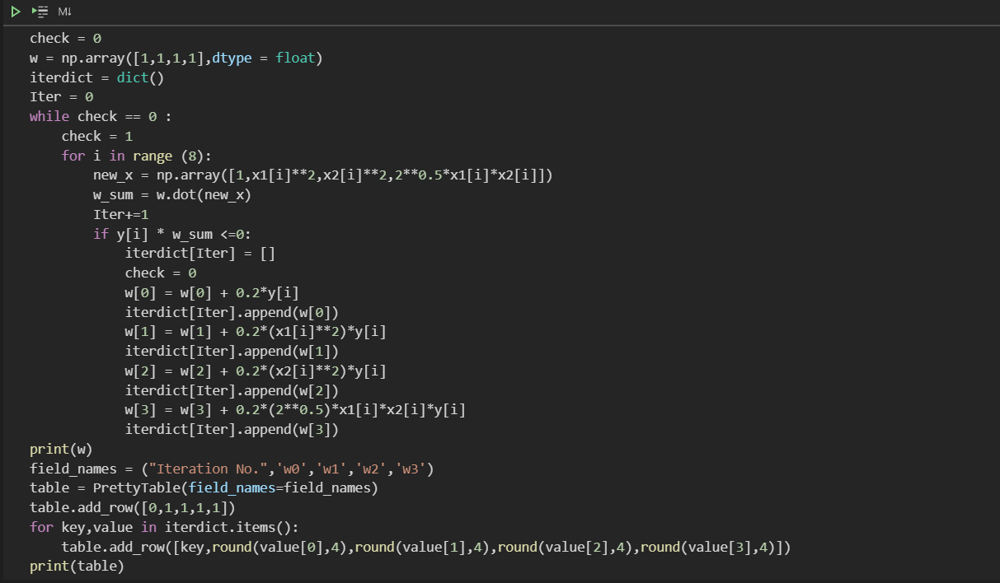 M↓
check = 0
w = np.array([1,1,1,1],dtype = float)
iterdict = dict()
Iter = 0
while check == 0 :
    check = 1
    for i in range (8):
        new_x = np.array([1,x1[i]**2,x2[i]**2,2**0.5*x1[i]*x2[i]])
        w_sum = w.dot(new_x)
        Iter+=1
        if y[i] * w_sum <=0:
            iterdict[Iter] = []
            check = 0
            w[0] = w[0] + 0.2*y[i]
            iterdict[Iter].append(w[0])
            w[1] = w[1] + 0.2*(x1[i]**2)*y[i]
            iterdict[Iter].append(w[1])
            w[2] = w[2] + 0.2*(x2[i]**2)*y[i]
            iterdict[Iter].append(w[2])
            w[3] = w[3] + 0.2*(2**0.5)*x1[i]*x2[i]*y[i]
            iterdict[Iter].append(w[3])
print(w)
field_names = ("Iteration No.",'w0','w1','w2','w3')
table = PrettyTable(field_names=field_names)
table.add_row([0,1,1,1,1])
for key,value in iterdict.items():
    table.add_row([key,round(value[0],4),round(value[1],4),round(value[2],4),round(value[3],4)])
print(table)